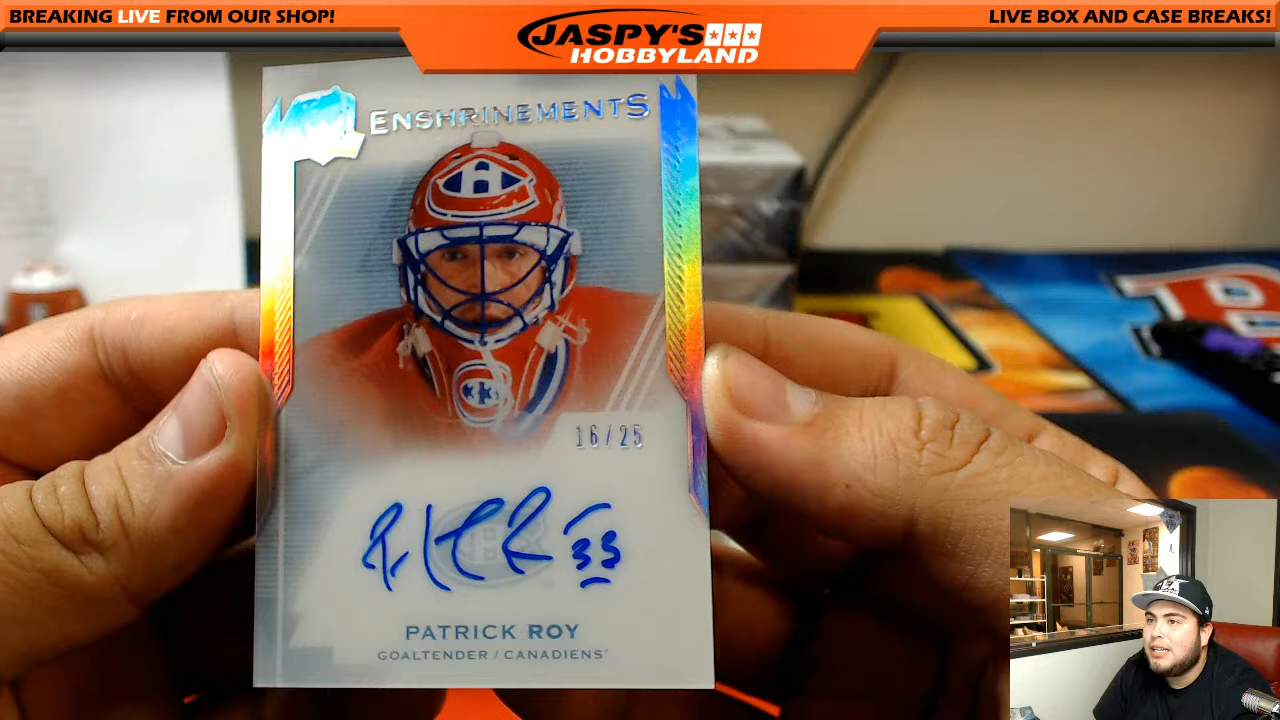 BREAKING LIVE FROM OUR SHOP!
JASPY'S
HOBBYLAND
LIVE BOX AND CASE BREAKS!
ENSHRINEMENTS
16/25
33
PATRICK ROY
GOALTENDER / CANADIENS